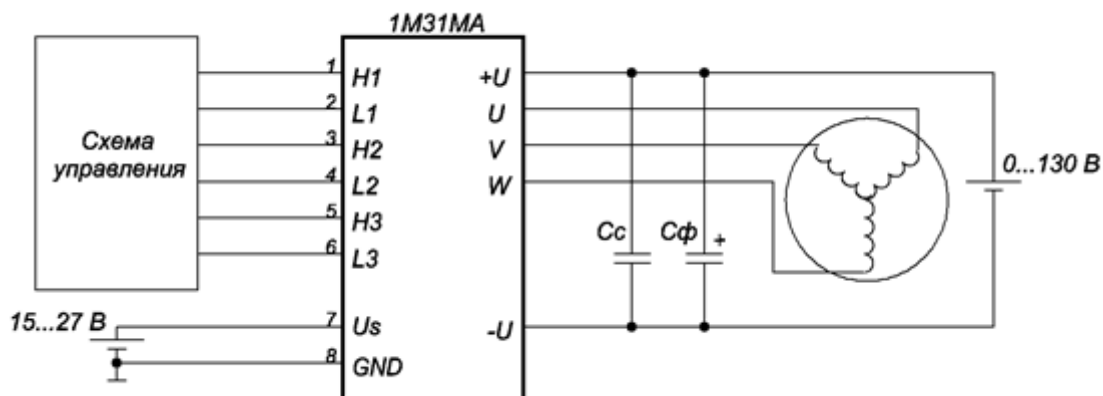 1M31MA
Схема
управления
1 H1
2 L1
3 H2
4 L2
5 H3
6 L3
7 Us
8 GND
15...27 В
+U
U
V
W
-U
Cc
Cф +
0...130 В